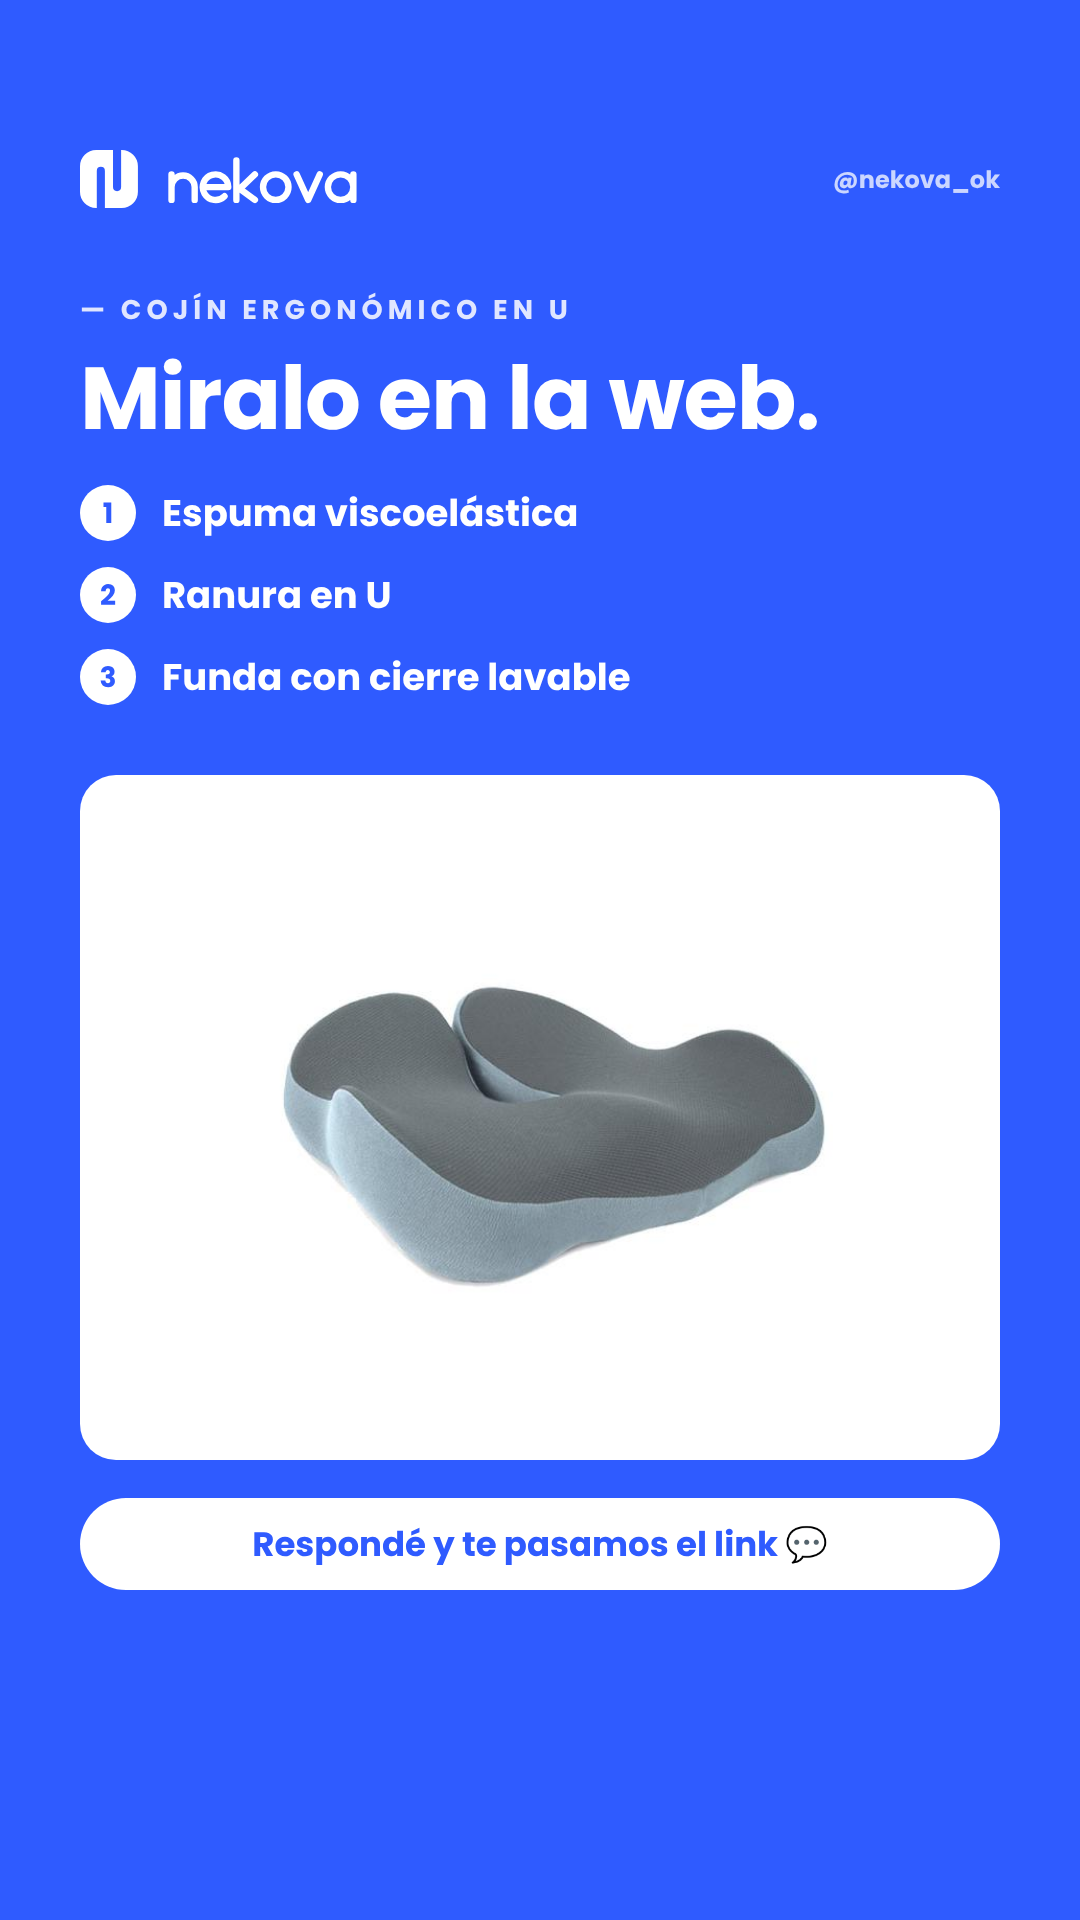 nekova
@nekova_ok
— COJÍN ERGONÓMICO EN U
Miralo en la web.
1 Espuma viscoelástica
2 Ranura en U
3 Funda con cierre lavable
Respondé y te pasamos el link 💬